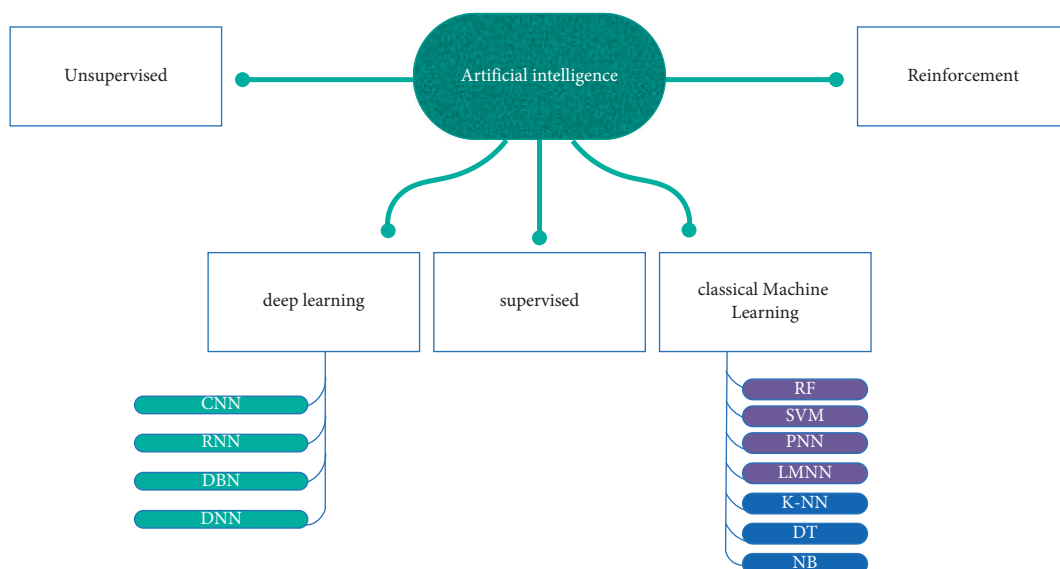 Unsupervised
Artificial intelligence
Reinforcement
deep learning
supervised
classical Machine
Learning
CNN
RNN
DBN
DNN
RF
SVM
PNN
LMNN
K-NN
DT
NB